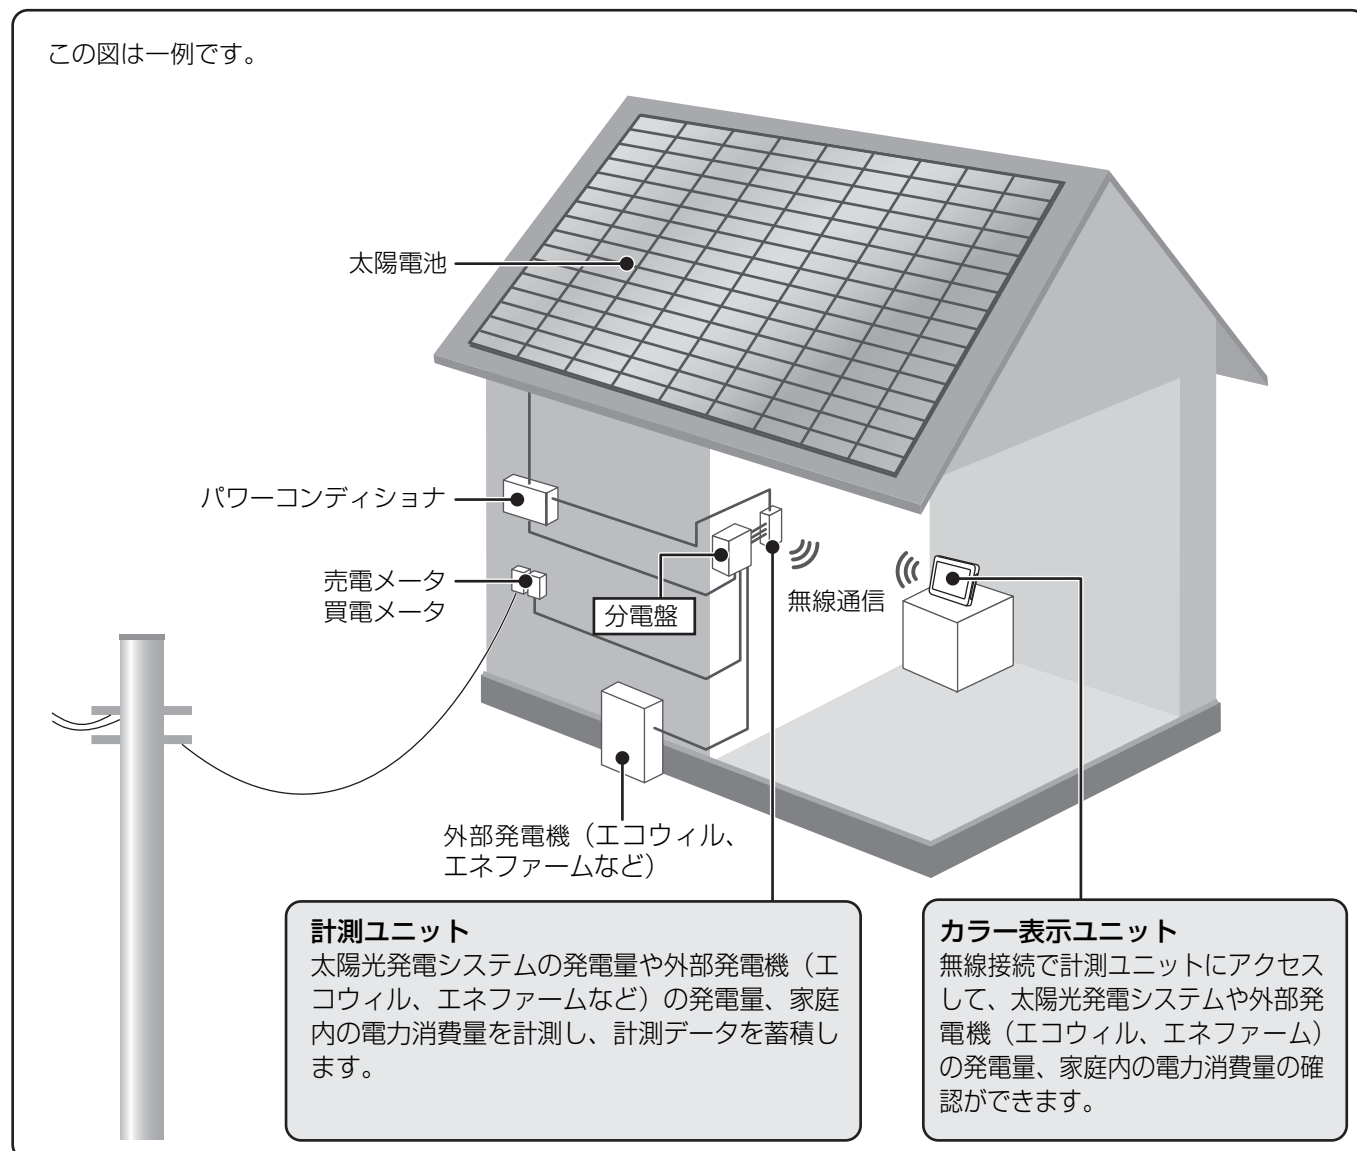 この図は一例です。
太陽電池
パワーコンディショナ
売電メータ
買電メータ
分電盤
無線通信
外部発電機（エコウィル、
エネファームなど）
計測ユニット
太陽光発電システムの発電量や外部発電機（エ
コウィル、エネファームなど）の発電量、家庭
内の電力消費量を計測し、計測データを蓄積し
ます。
カラー表示ユニット
無線接続で計測ユニットにアクセス
して、太陽光発電システムや外部発
電機（エコウィル、エネファーム）
の発電量、家庭内の電力消費量の確
認ができます。